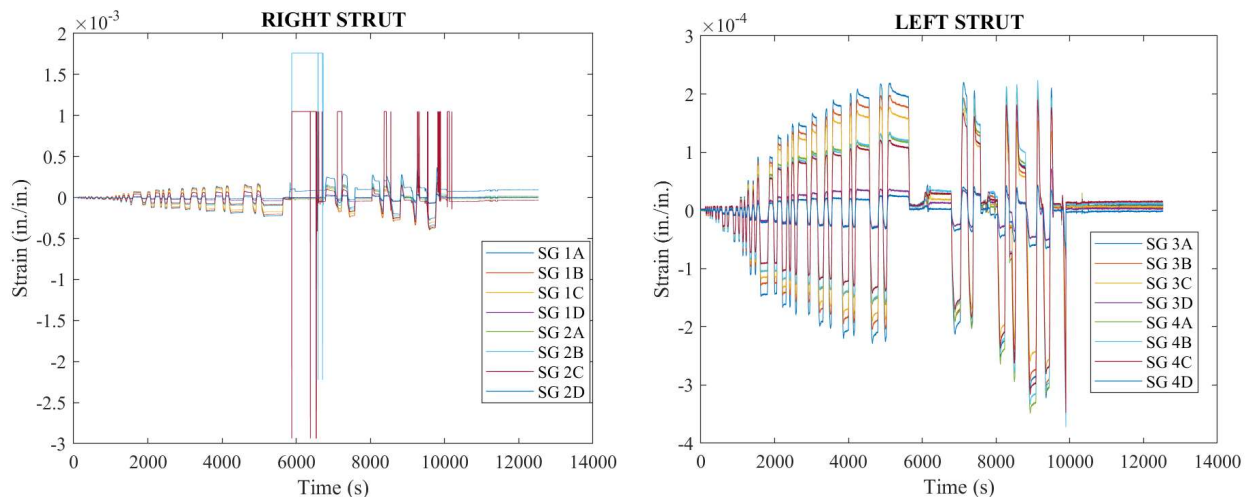 RIGHT STRUT
×10⁻³
2
1.5
1
0.5
0
-0.5
-1
-1.5
-2
-2.5
-3
Strain (in./in.)
0 2000 4000 6000 8000 10000 12000 14000
Time (s)
SG 1A
SG 1B
SG 1C
SG 1D
SG 2A
SG 2B
SG 2C
SG 2D
LEFT STRUT
×10⁻⁴
3
2
1
0
-1
-2
-3
-4
Strain (in./in.)
0 2000 4000 6000 8000 10000 12000 14000
Time (s)
SG 3A
SG 3B
SG 3C
SG 3D
SG 4A
SG 4B
SG 4C
SG 4D